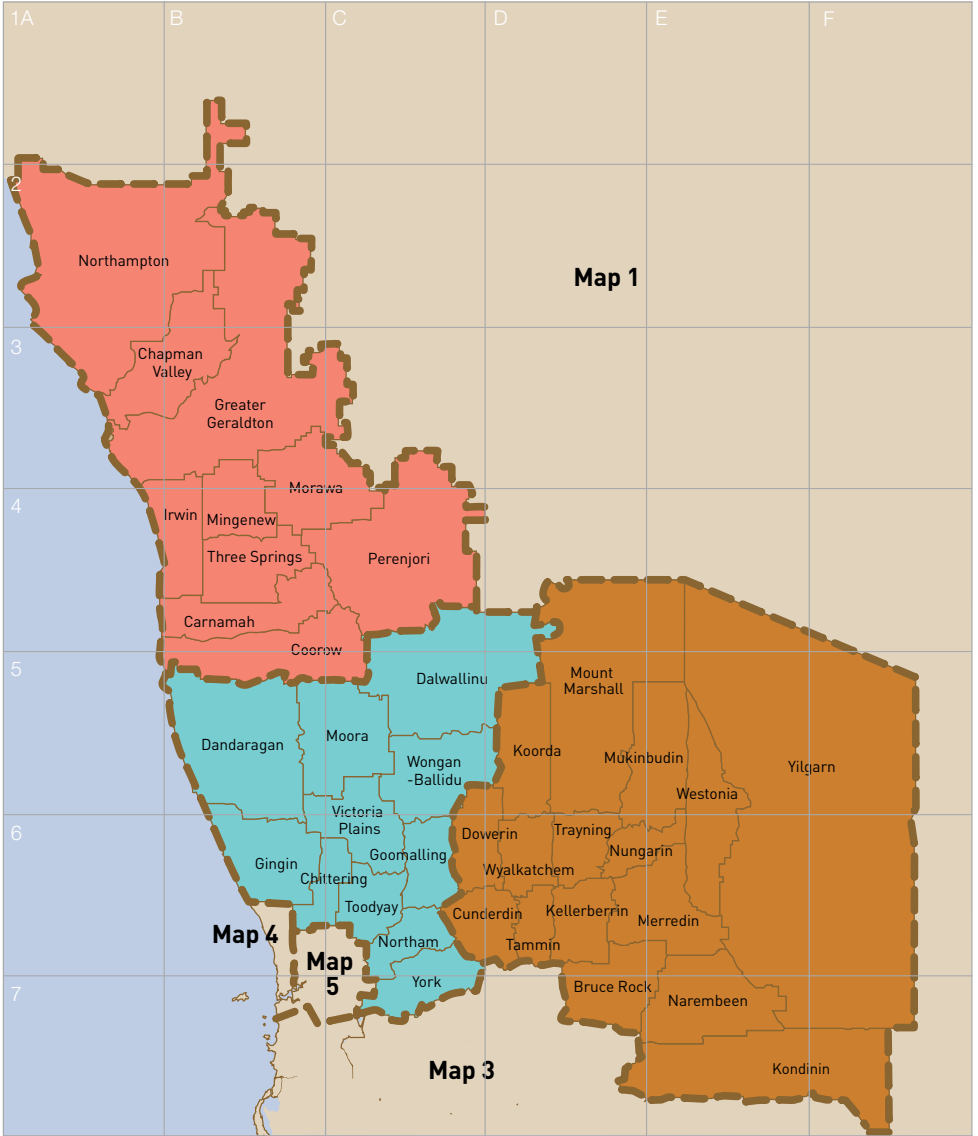 1A
B
C
D
E
F
2
Northampton
Map 1
3
Chapman
Valley
Greater
Geraldton
Morawa
4
Irwin
Mingenew
Three Springs
Perenjori
Carnamah
Coorow
5
Dalwallinu
Mount
Marshall
Dandaragan
Moora
Koorda
Wongan
-Ballidu
Mukinbudin
Yilgarn
Westonia
Victoria
Plains
6
Dowerin
Trayning
Goomalling
Nungarin
Gingin
Wyalkatchem
Chittering
Toodyay
Cunderdin
Kellerberrin
Merredin
Map 4
Northam
Tammin
Map
5
York
7
Bruce Rock
Narembeen
Map 3
Kondinin